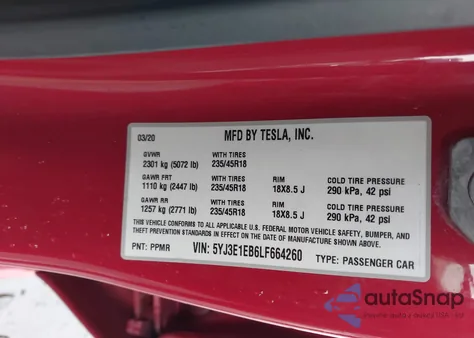 03/20 MFD BY TESLA, INC.
GVWR WITH TIRES
2301 kg (5072 lb) 235/45R18
GAWR FRT WITH TIRES RIM COLD TIRE PRESSURE
1110 kg (2447 lb) 235/45R18 18X8.5 J 290 kPa, 42 psi
GAWR RR WITH TIRES RIM COLD TIRE PRESSURE
1257 kg (2771 lb) 235/45R18 18X8.5 J 290 kPa, 42 psi
THIS VEHICLE CONFORMS TO ALL APPLICABLE U.S. FEDERAL MOTOR VEHICLE SAFETY, BUMPER, AND
THEFT PREVENTION STANDARDS IN EFFECT ON THE DATE OF MANUFACTURE SHOWN ABOVE.
PNT: PPMR VIN: 5YJ3E1EB6LF664260 TYPE: PASSENGER CAR
autoSnap